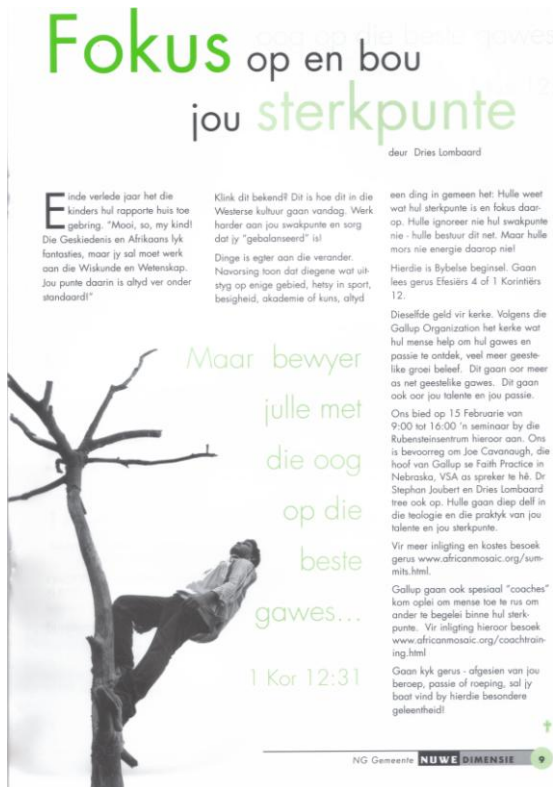 Fokus op en bou
jou sterkpunte
deur Dries Lombaard
Einde verlede jaar het die
kinders hul rapporte huis toe
gebring. "Mooi, so, my kind!
Die Geskiedenis en Afrikaans lyk
fantasties, maar jy sal moet werk
aan die Wiskunde en Wetenskap.
Jou punte daarin is altyd ver onder
standaard!"
Klink dit bekend? Dit is hoe dit in die
Westerse kultuur gaan vandag. Werk
harder aan jou swakpunte en sorg
dat jy "gebalanseerd" is!
Dinge is egter aan die verander.
Navorsing toon dat diegene wat uit-
styg op enige gebied, hetsy in sport,
besigheid, akademie of kuns, altyd
een ding in gemeen het: Hulle weet
wat hul sterkpunte is en fokus daar-
op. Hulle ignoreer nie hul swakpunte
nie - hulle bestuur dit net. Maar hulle
mors nie energie daarop nie!
Hierdie is Bybelse beginsel. Gaan
lees gerus Efesiërs 4 of 1 Korintiërs
12.
Dieselfde geld vir kerke. Volgens die
Gallup Organization het kerke wat
hul mense help om hul gawes en
passie te ontdek, veel meer geeste-
like groei beleef. Dit gaan oor meer
as net geestelike gawes. Dit gaan
ook oor jou talente en jou passie.
Ons bied op 15 Februarie van
9:00 tot 16:00 'n seminaar by die
Rubensteinsentrum hieroor aan. Ons
is bevoorreg om Joe Cavanaugh, die
hoof van Gallup se Faith Practice in
Nebraska, VSA as spreker te hê. Dr
Stephan Joubert en Dries Lombaard
tree ook op. Hulle gaan diep delf in
die teologie en die praktyk van jou
talente en jou sterkpunte.
Vir meer inligting en kostes besoek
gerus www.africanmosaic.org/sum-
mits.html.
Gallup gaan ook spesiaal "coaches"
kom oplei om mense toe te rus om
ander te begelei binne hul sterk-
punte. Vir inligting hieroor besoek
www.africanmosaic.org/coachtrain-
ing.html
Gaan kyk gerus - afgesien van jou
beroep, passie of roeping, sal jy
baat vind by hierdie besondere
geleentheid!
Maar bewyer
julle met
die oog
op die
beste
gawes...
1 Kor 12:31
NG Gemeente NUWE DIMENSIE 9